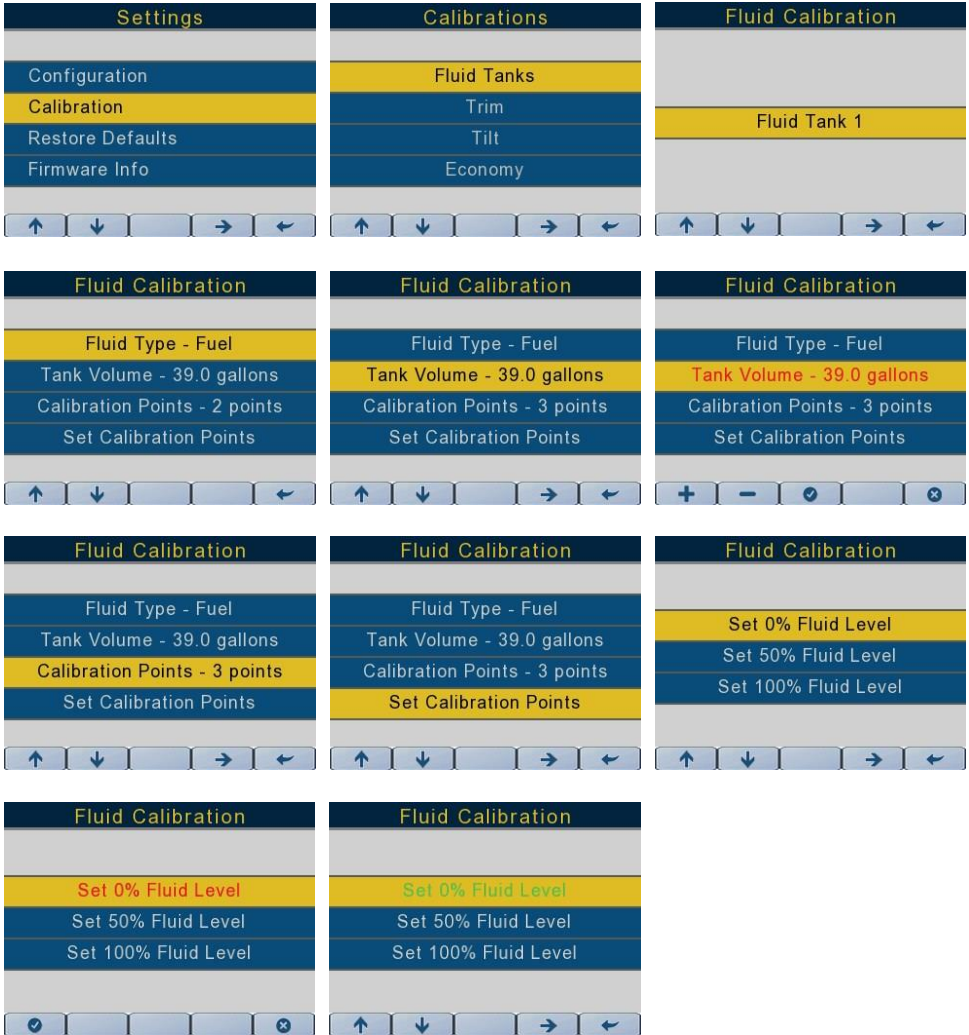 Settings
Configuration
Calibration
Restore Defaults
Firmware Info
Calibrations
Fluid Tanks
Trim
Tilt
Economy
Fluid Calibration
Fluid Tank 1
Fluid Calibration
Fluid Type - Fuel
Tank Volume - 39.0 gallons
Calibration Points - 2 points
Set Calibration Points
Fluid Calibration
Fluid Type - Fuel
Tank Volume - 39.0 gallons
Calibration Points - 3 points
Set Calibration Points
Fluid Calibration
Fluid Type - Fuel
Tank Volume - 39.0 gallons
Calibration Points - 3 points
Set Calibration Points
Fluid Calibration
Fluid Type - Fuel
Tank Volume - 39.0 gallons
Calibration Points - 3 points
Set Calibration Points
Fluid Calibration
Fluid Type - Fuel
Tank Volume - 39.0 gallons
Calibration Points - 3 points
Set Calibration Points
Fluid Calibration
Set 0% Fluid Level
Set 50% Fluid Level
Set 100% Fluid Level
Fluid Calibration
Set 0% Fluid Level
Set 50% Fluid Level
Set 100% Fluid Level
Fluid Calibration
Set 0% Fluid Level
Set 50% Fluid Level
Set 100% Fluid Level